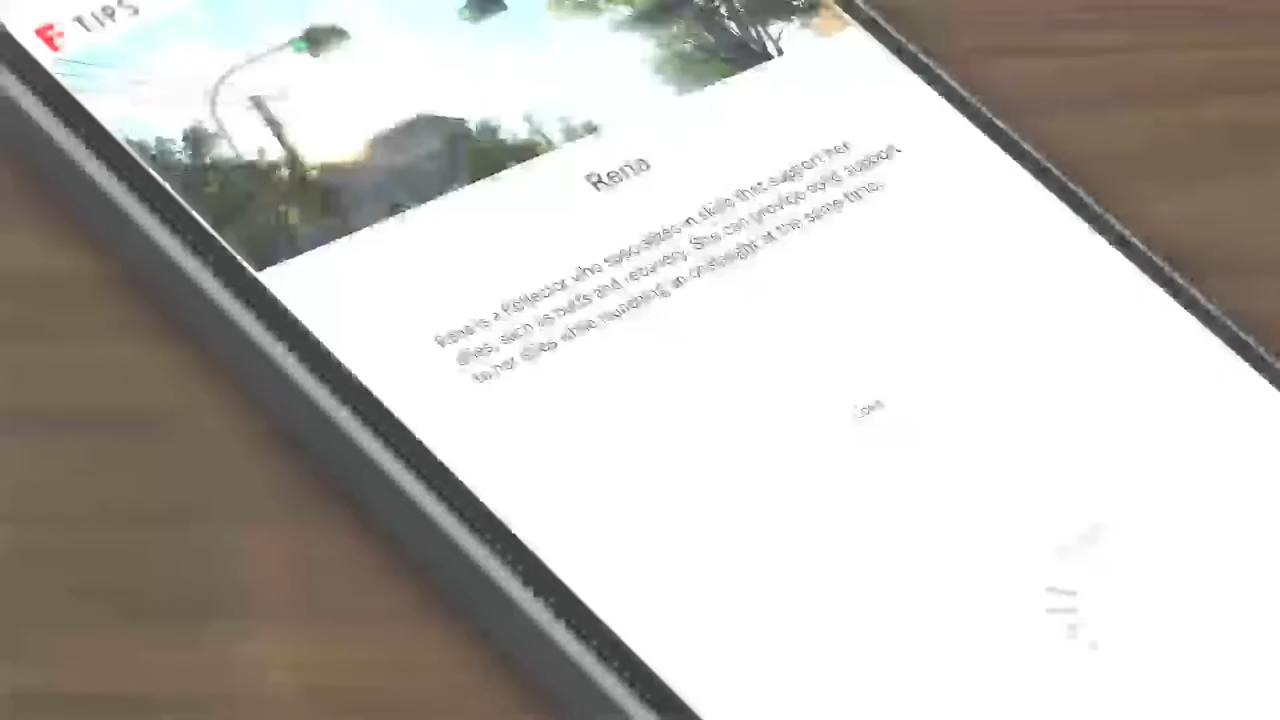 TIPS
Rena
Rena is a Reflector who specializes in skills that support her
allies, such as buffs and recovery. She can provide solid support
to her allies while launching an onslaught at the same time.